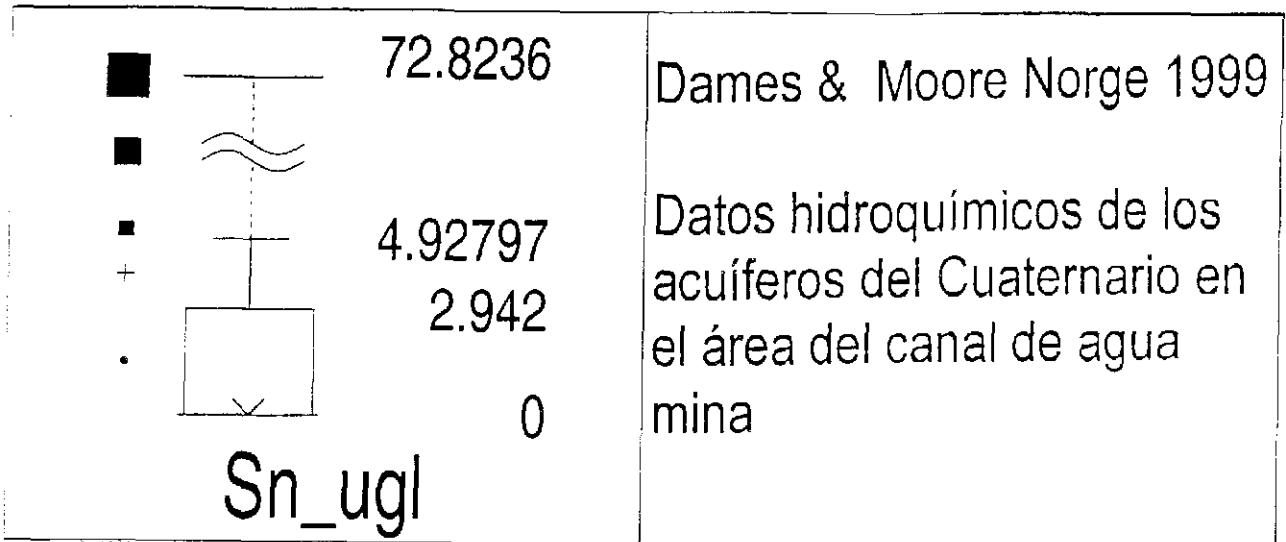 72.8236
4.92797
2.942
0
Sn_ugl
Dames & Moore Norge 1999
Datos hidroquímicos de los
acuíferos del Cuaternario en
el área del canal de agua
mina